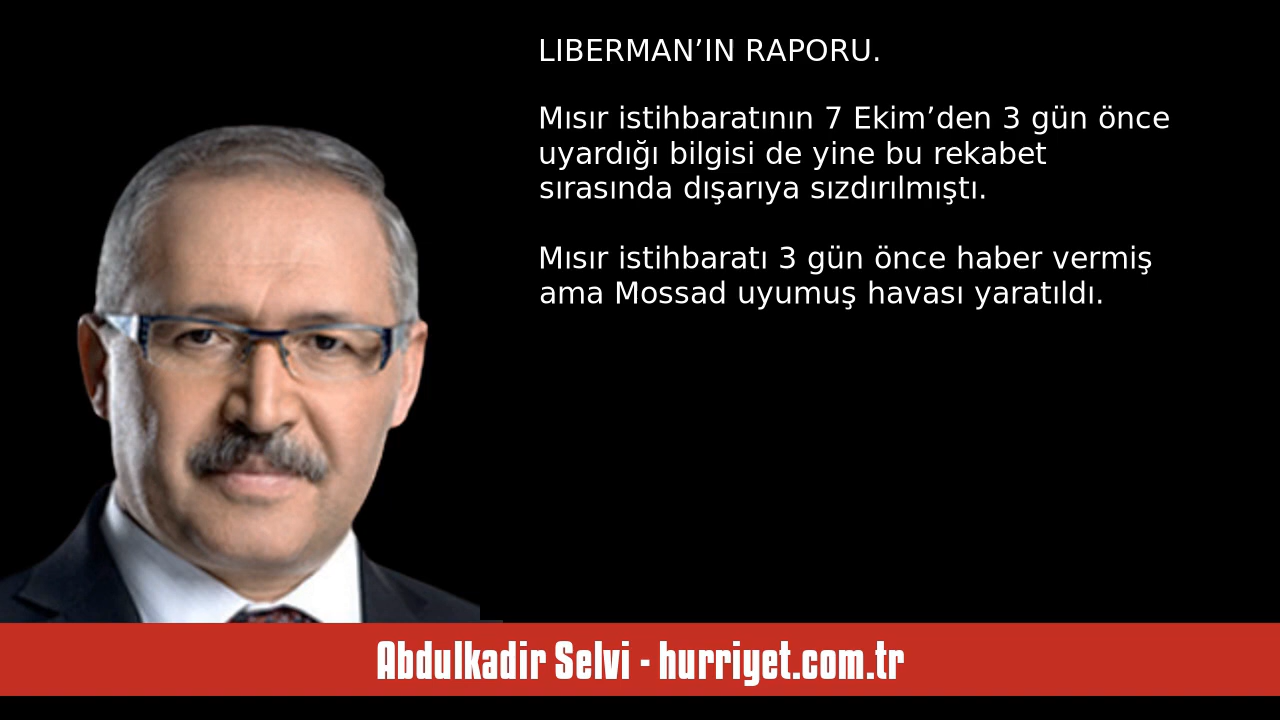 LIBERMAN’IN RAPORU.
Mısır istihbaratının 7 Ekim’den 3 gün önce
uyardığı bilgisi de yine bu rekabet
sırasında dışarıya sızdırılmıştı.
Mısır istihbaratı 3 gün önce haber vermiş
ama Mossad uyumuş havası yaratıldı.
Abdulkadir Selvi - hurriyet.com.tr